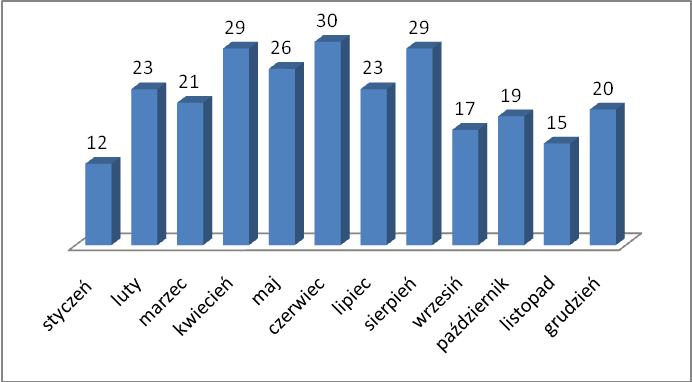 12
23
21
29
26
30
23
29
17
19
15
20
styczeń
luty
marzec
kwiecień
maj
czerwiec
lipiec
sierpień
wrzesiń
październik
listopad
grudzień